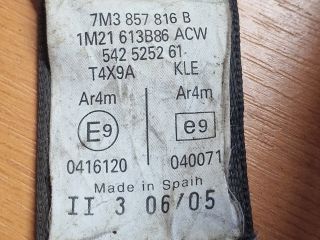 7M3 857 816 B
1M21 613B86 ACW
542 5252 61
T4X9A KLE
Ar4m Ar4m
E9 e9
0416120 040071
Made in Spain
II 3 06/05